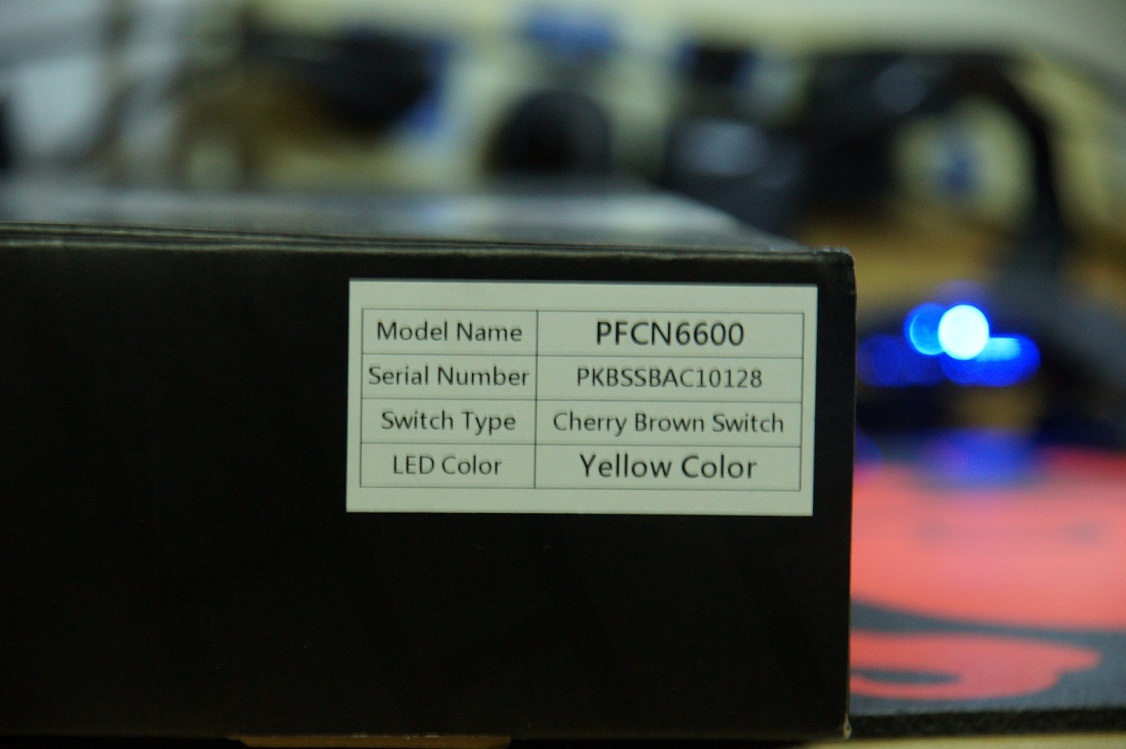 Model Name PFCN6600
Serial Number PKBSSBAC10128
Switch Type Cherry Brown Switch
LED Color Yellow Color